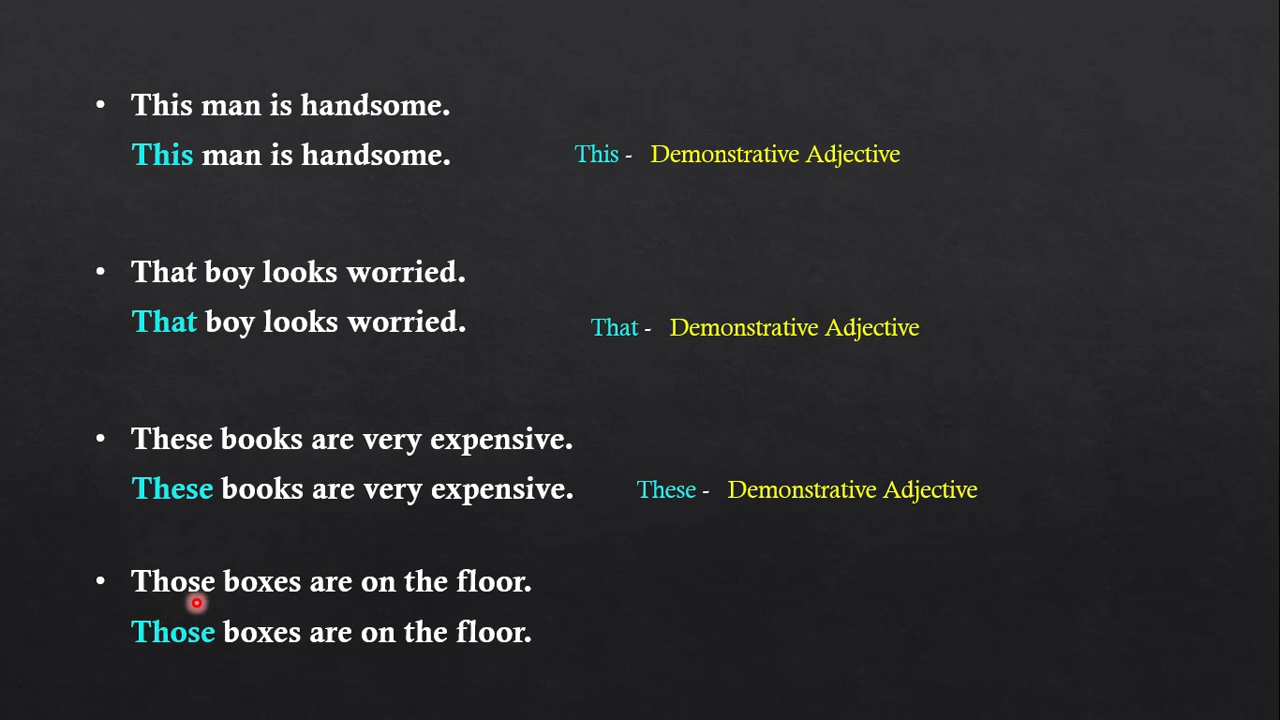 • This man is handsome.
This man is handsome. This - Demonstrative Adjective
• That boy looks worried.
That boy looks worried. That - Demonstrative Adjective
• These books are very expensive.
These books are very expensive. These - Demonstrative Adjective
• Those boxes are on the floor.
Those boxes are on the floor.